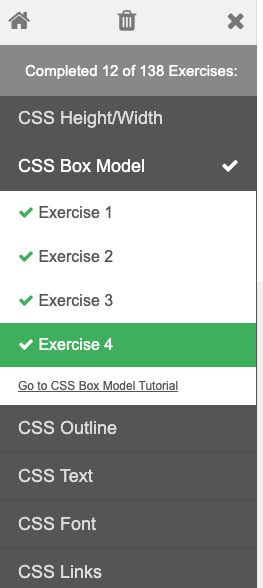 Completed 12 of 138 Exercises:
CSS Height/Width
CSS Box Model
Exercise 1
Exercise 2
Exercise 3
Exercise 4
Go to CSS Box Model Tutorial
CSS Outline
CSS Text
CSS Font
CSS Links